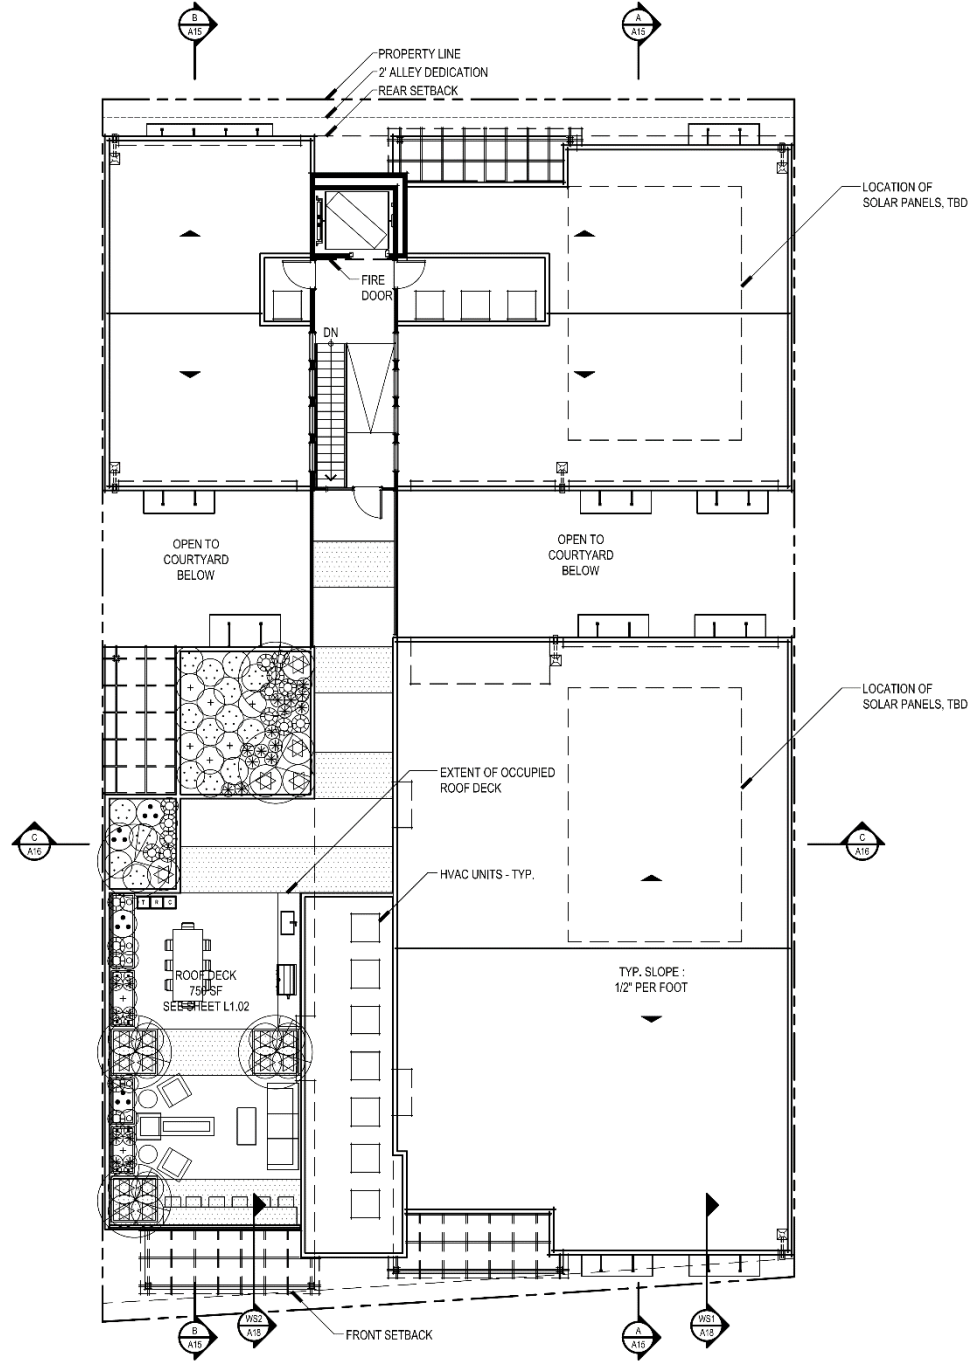 B
A15
A
A15
PROPERTY LINE
2' ALLEY DEDICATION
REAR SETBACK
LOCATION OF
SOLAR PANELS, TBD
FIRE
DOOR
DN
OPEN TO
COURTYARD
BELOW
OPEN TO
COURTYARD
BELOW
LOCATION OF
SOLAR PANELS, TBD
EXTENT OF OCCUPIED
ROOF DECK
C
A16
C
A16
HVAC UNITS - TYP.
T R C
ROOF DECK
750 SF
SEE SHEET L1.02
TYP. SLOPE :
1/2" PER FOOT
FRONT SETBACK
B
A15
WS2
A18
A
A15
WS1
A18